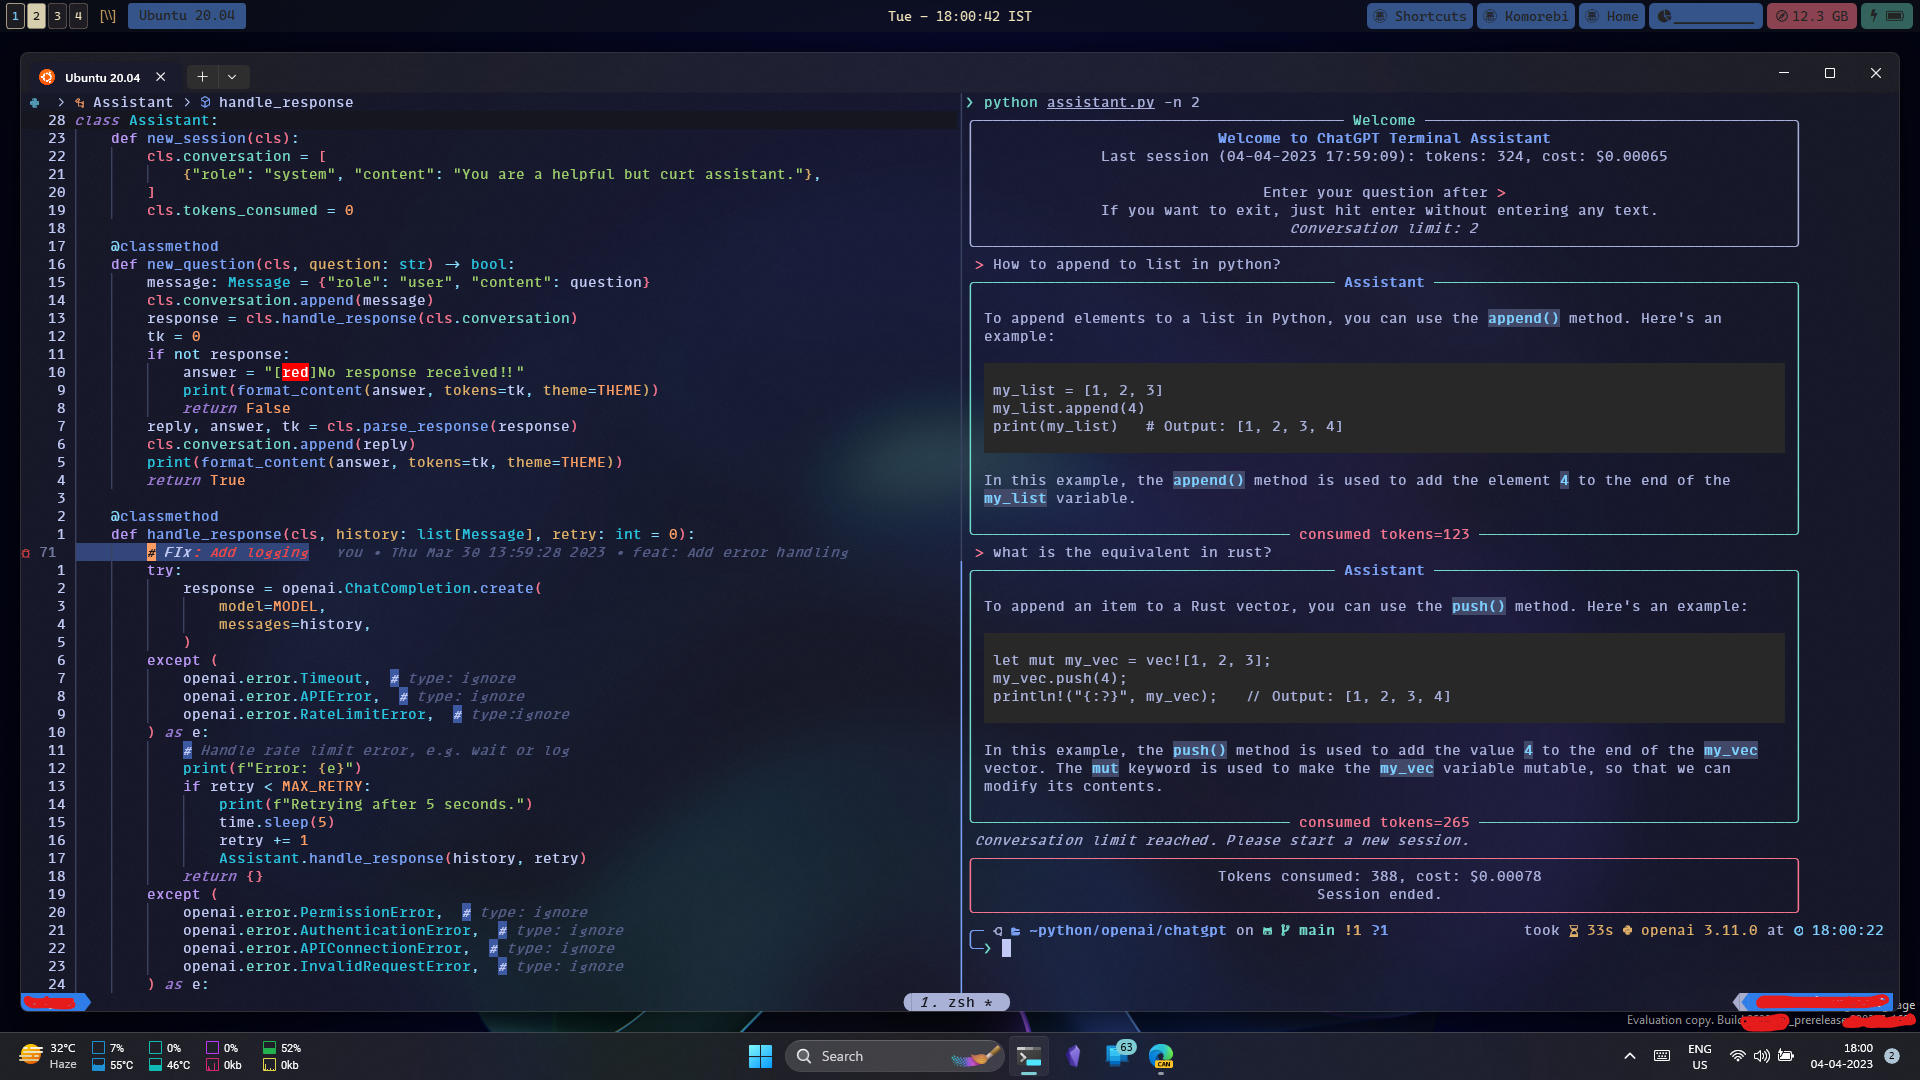 1 2 3 4 [\\] Ubuntu 20.04
Tue – 18:00:42 IST
Shortcuts Komorebi Home 12.3 GB
Ubuntu 20.04
> Assistant > handle_response
28 class Assistant:
23 def new_session(cls):
22 cls.conversation = [
21 {"role": "system", "content": "You are a helpful but curt assistant."},
20 ]
19 cls.tokens_consumed = 0
18
17 @classmethod
16 def new_question(cls, question: str) -> bool:
15 message: Message = {"role": "user", "content": question}
14 cls.conversation.append(message)
13 response = cls.handle_response(cls.conversation)
12 tk = 0
11 if not response:
10 answer = "[red]No response received!!"
9 print(format_content(answer, tokens=tk, theme=THEME))
8 return False
7 reply, answer, tk = cls.parse_response(response)
6 cls.conversation.append(reply)
5 print(format_content(answer, tokens=tk, theme=THEME))
4 return True
3
2 @classmethod
1 def handle_response(cls, history: list[Message], retry: int = 0):
71 # FIx: Add logging You • Thu Mar 30 13:59:28 2023 • feat: Add error handling
1 try:
2 response = openai.ChatCompletion.create(
3 model=MODEL,
4 messages=history,
5 )
6 except (
7 openai.error.Timeout, # type: ignore
8 openai.error.APIError, # type: ignore
9 openai.error.RateLimitError, # type:ignore
10 ) as e:
11 # Handle rate limit error, e.g. wait or log
12 print(f"Error: {e}")
13 if retry < MAX_RETRY:
14 print(f"Retrying after 5 seconds.")
15 time.sleep(5)
16 retry += 1
17 Assistant.handle_response(history, retry)
18 return {}
19 except (
20 openai.error.PermissionError, # type: ignore
21 openai.error.AuthenticationError, # type: ignore
22 openai.error.APIConnectionError, # type: ignore
23 openai.error.InvalidRequestError, # type: ignore
24 ) as e:
> python assistant.py -n 2
Welcome
Welcome to ChatGPT Terminal Assistant
Last session (04-04-2023 17:59:09): tokens: 324, cost: $0.00065
Enter your question after >
If you want to exit, just hit enter without entering any text.
Conversation limit: 2
> How to append to list in python?
Assistant
To append elements to a list in Python, you can use the append() method. Here's an
example:
my_list = [1, 2, 3]
my_list.append(4)
print(my_list) # Output: [1, 2, 3, 4]
In this example, the append() method is used to add the element 4 to the end of the
my_list variable.
consumed tokens=123
> what is the equivalent in rust?
Assistant
To append an item to a Rust vector, you can use the push() method. Here's an example:
let mut my_vec = vec![1, 2, 3];
my_vec.push(4);
println!("{:?}", my_vec); // Output: [1, 2, 3, 4]
In this example, the push() method is used to add the value 4 to the end of the my_vec
vector. The mut keyword is used to make the my_vec variable mutable, so that we can
modify its contents.
consumed tokens=265
Conversation limit reached. Please start a new session.
Tokens consumed: 388, cost: $0.00078
Session ended.
~python/openai/chatgpt on main !1 ?1 took 33s openai 3.11.0 at 18:00:22
>
1. zsh *
Evaluation copy. Build _prerelease
32°C
Haze
7% 0% 0% 52%
55°C 46°C 0kb 0kb
Search
63
CAN
ENG
US
18:00
04-04-2023
2